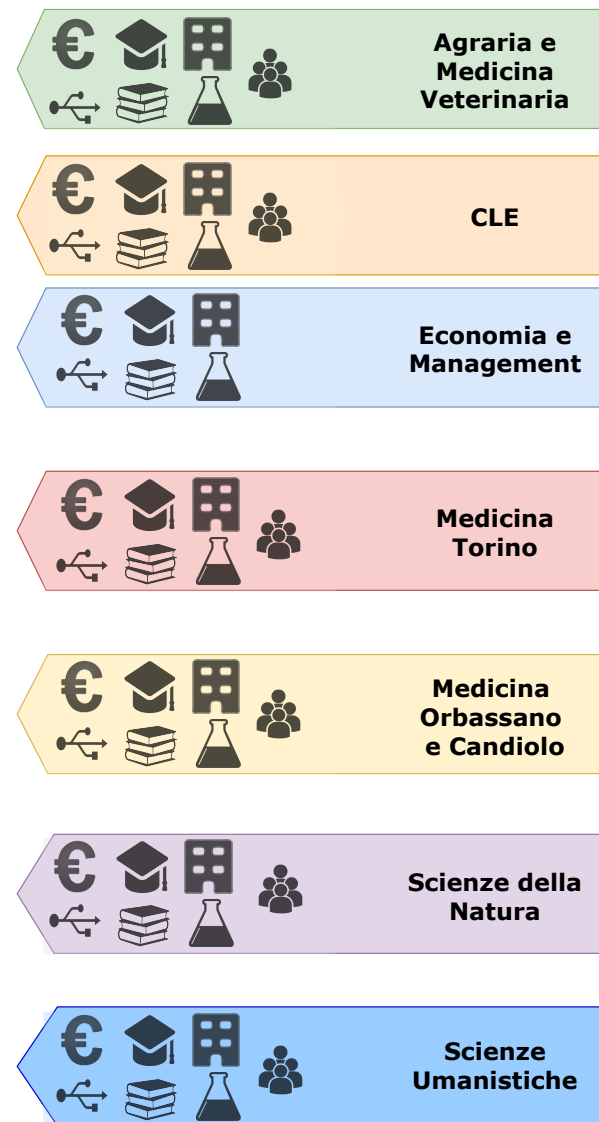 Agraria e
Medicina
Veterinaria
CLE
Economia e
Management
Medicina
Torino
Medicina
Orbassano
e Candiolo
Scienze della
Natura
Scienze
Umanistiche